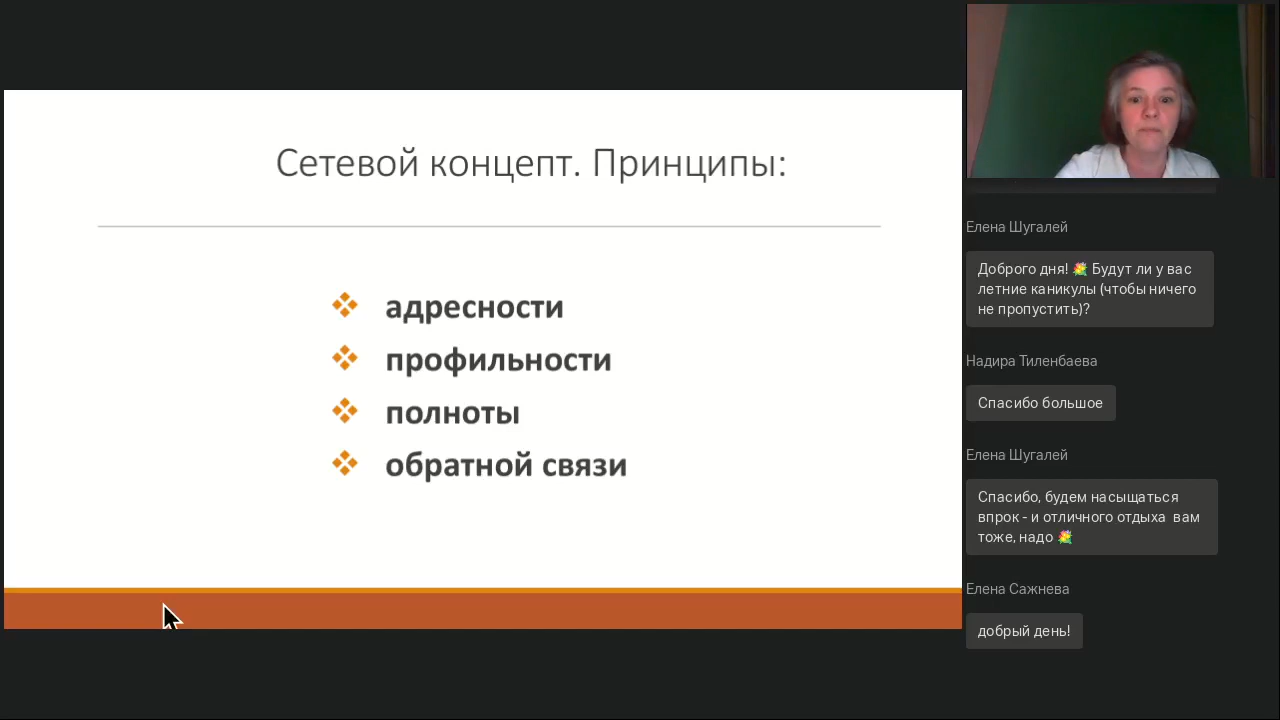 Сетевой концепт. Принципы:
адресности
профильности
полноты
обратной связи
Елена Шугалей
Доброго дня! 💐 Будут ли у вас
летние каникулы (чтобы ничего
не пропустить)?
Надира Тиленбаева
Спасибо большое
Елена Шугалей
Спасибо, будем насыщаться
впрок - и отличного отдыха вам
тоже, надо 💐
Елена Сажнева
добрый день!